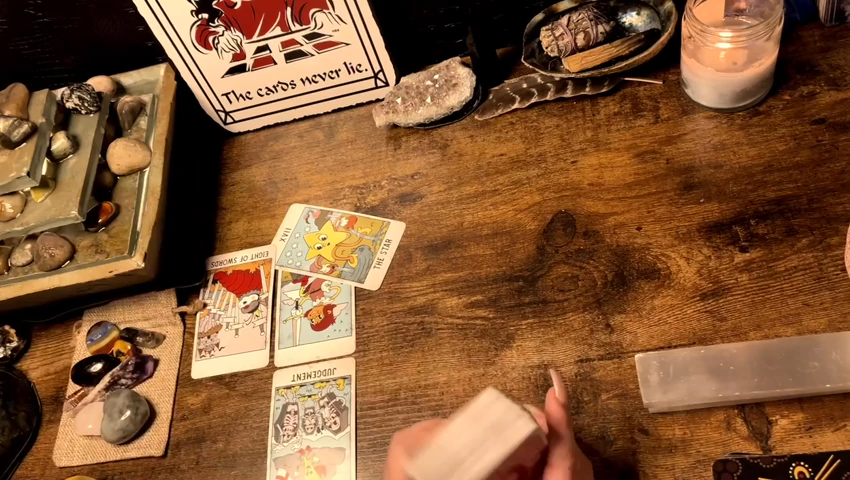 The cards never lie.
XVII
THE STAR
EIGHT OF SWORDS
JUDGEMENT